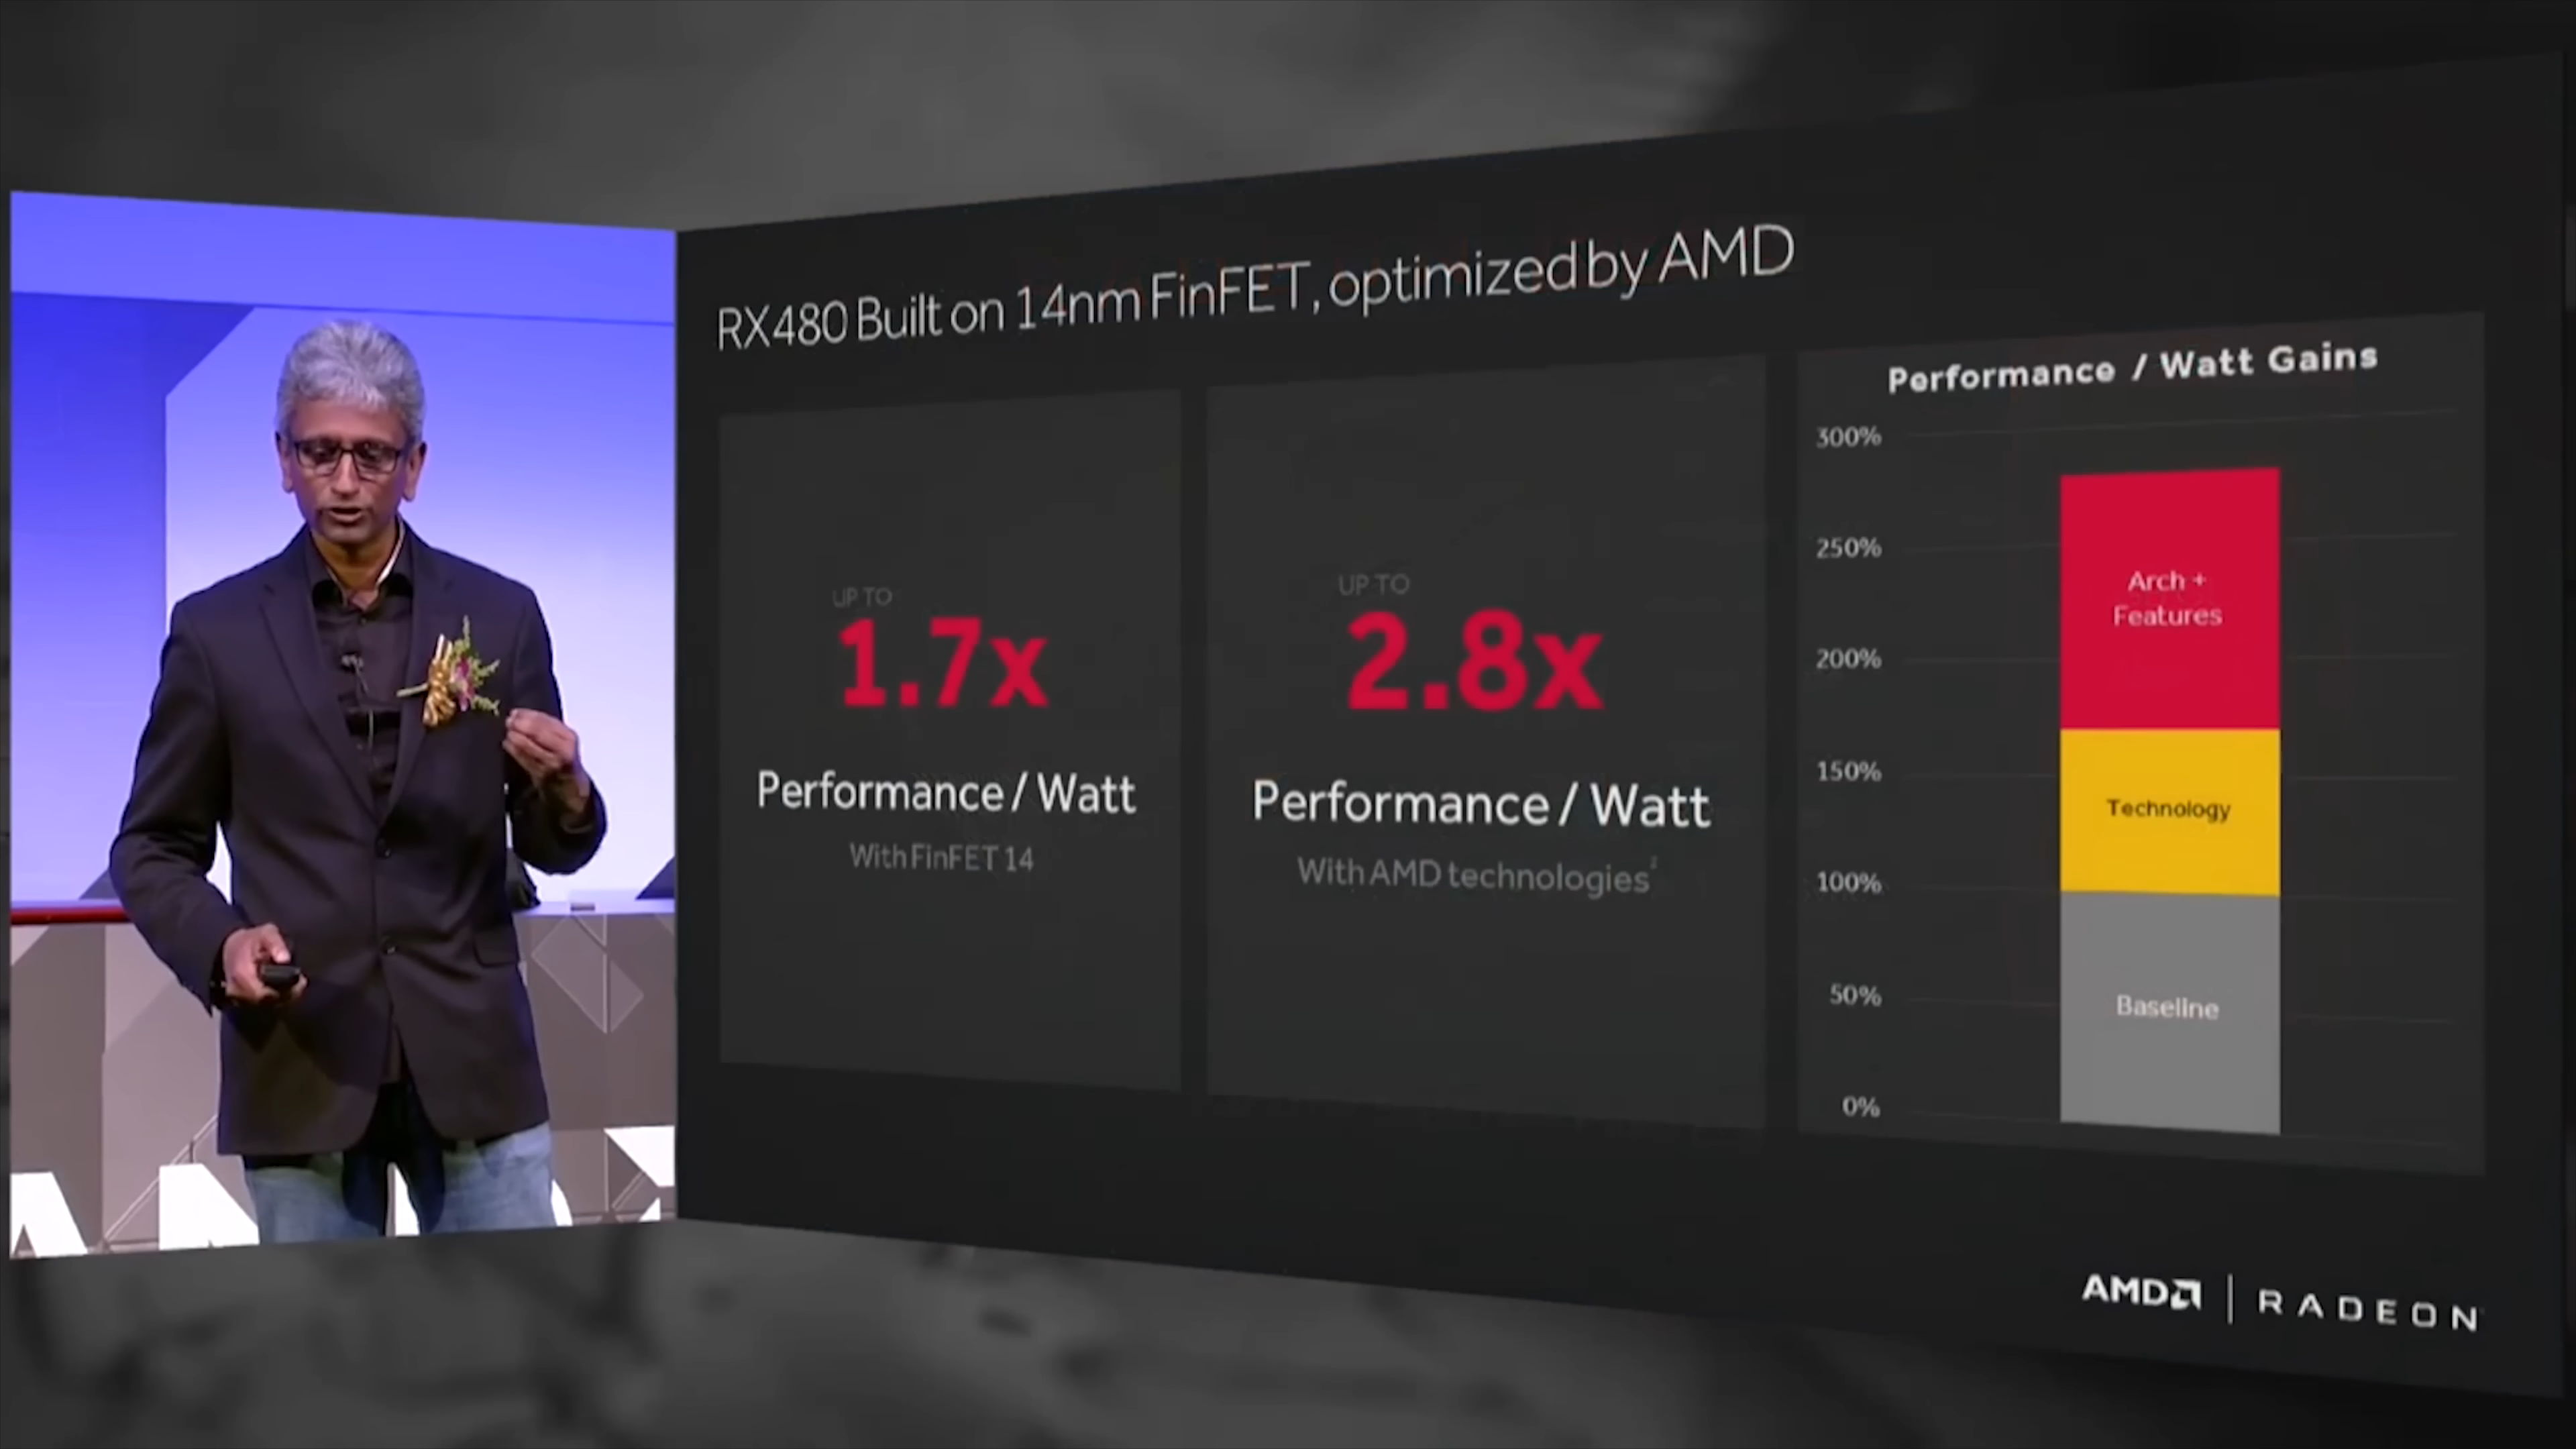 RX480 Built on 14nm FinFET, optimized by AMD
UP TO
1.7x
Performance / Watt
With FinFET 14
UP TO
2.8x
Performance / Watt
With AMD technologies²
Performance / Watt Gains
300%
250%
200%
150%
100%
50%
0%
Arch +
Features
Technology
Baseline
AMD | RADEON